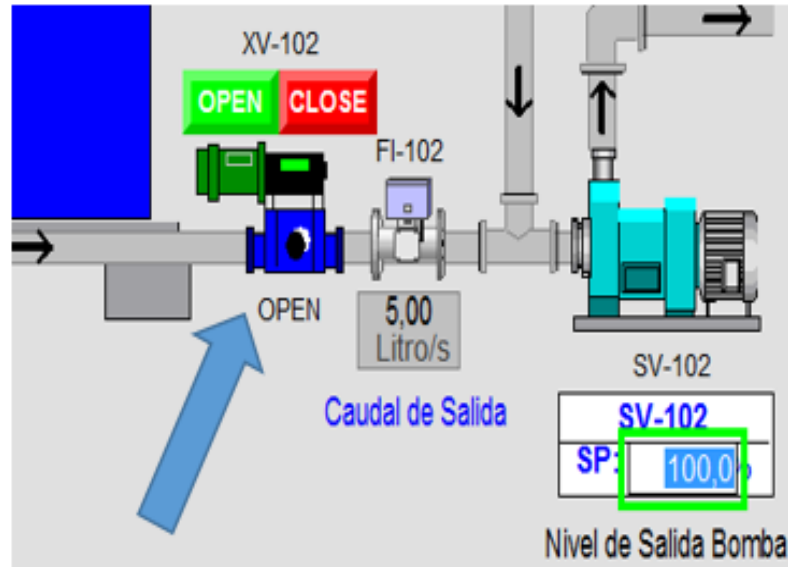 XV-102
OPEN CLOSE
FI-102
OPEN
5,00
Litro/s
SV-102
Caudal de Salida
SV-102
SP: 100,0
Nivel de Salida Bomba